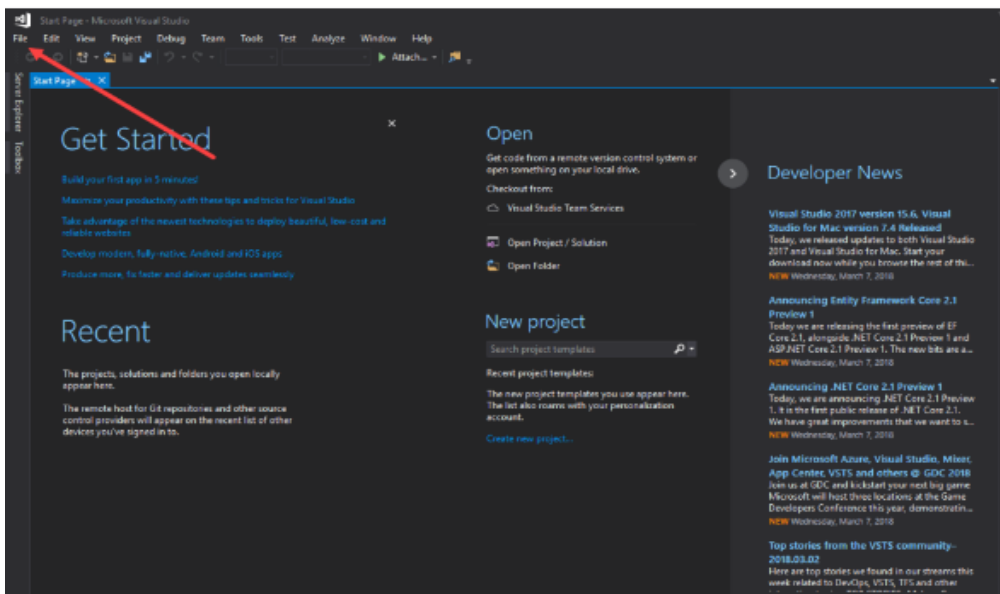 Start Page - Microsoft Visual Studio
File Edit View Project Debug Team Tools Test Analyze Window Help
Attach...
Server Explorer
Toolbox
Start Page
Get Started
Build your first app in 5 minutes!
Maximize your productivity with these tips and tricks for Visual Studio
Take advantage of the newest technologies to deploy beautiful, low-cost and
reliable websites
Develop modern, fully-native, Android and iOS apps
Produce more, fix faster and deliver updates seamlessly
Recent
The projects, solutions and folders you open locally
appear here.
The remote host for Git repositories and other source
control providers will appear on the recent list of other
devices you've signed in to.
Open
Get code from a remote version control system or
open something on your local drive.
Checkout from:
Visual Studio Team Services
Open Project / Solution
Open Folder
New project
Search project templates
Recent project templates:
The new project templates you use appear here.
The list also roams with your personalization
account.
Create new project...
Developer News
Visual Studio 2017 version 15.6, Visual
Studio for Mac version 7.4 Released
Today, we released updates to both Visual Studio
2017 and Visual Studio for Mac. Start your
download now while you browse the rest of thi...
NEW Wednesday, March 7, 2018
Announcing Entity Framework Core 2.1
Preview 1
Today we are releasing the first preview of EF
Core 2.1, alongside .NET Core 2.1 Preview 1 and
ASP.NET Core 2.1 Preview 1. The new bits are a...
NEW Wednesday, March 7, 2018
Announcing .NET Core 2.1 Preview 1
Today, we are announcing .NET Core 2.1 Preview
1. It is the first public release of .NET Core 2.1.
We have great improvements that we want to s...
NEW Wednesday, March 7, 2018
Join Microsoft Azure, Visual Studio, Mixer,
App Center, VSTS and others @ GDC 2018
Join us at GDC and kickstart your next big game
Microsoft will host three locations at the Game
Developers Conference this year, demonstratin...
NEW Wednesday, March 7, 2018
Top stories from the VSTS community–
2018.03.02
Here are top stories we found in our streams this
week related to DevOps, VSTS, TFS and other